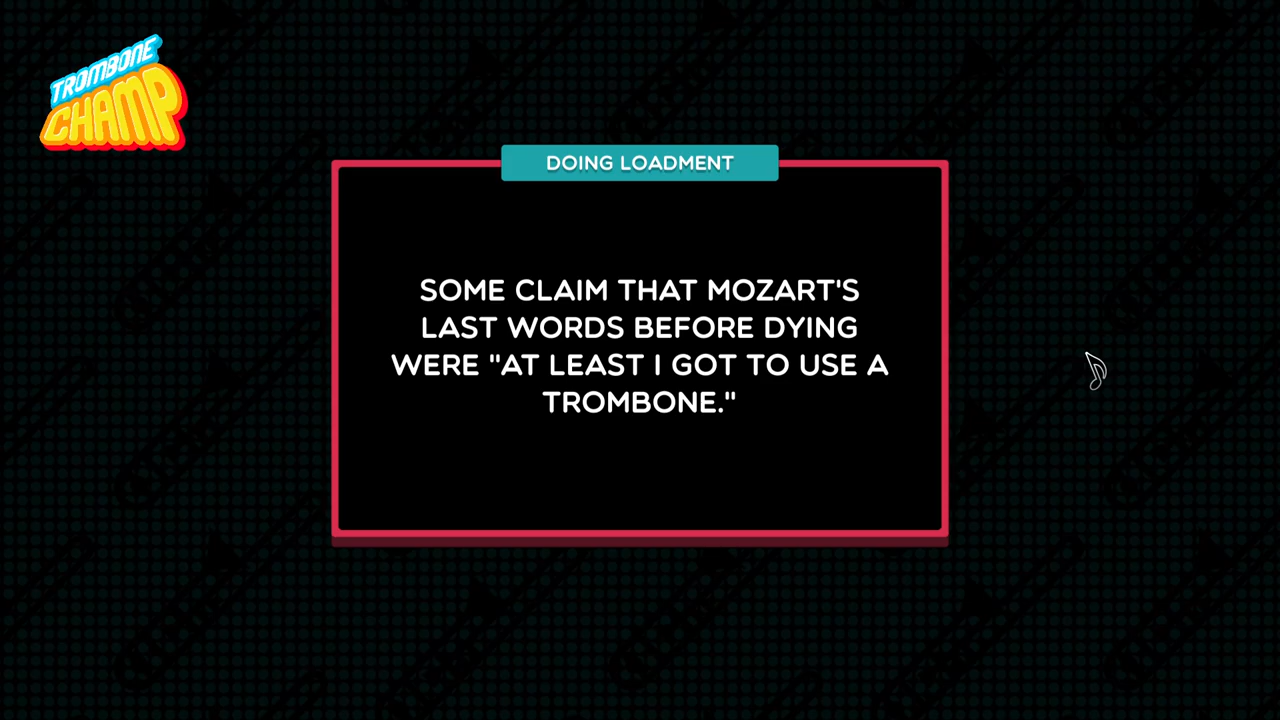 TROMBONE
CHAMP
DOING LOADMENT
SOME CLAIM THAT MOZART'S
LAST WORDS BEFORE DYING
WERE "AT LEAST I GOT TO USE A
TROMBONE."